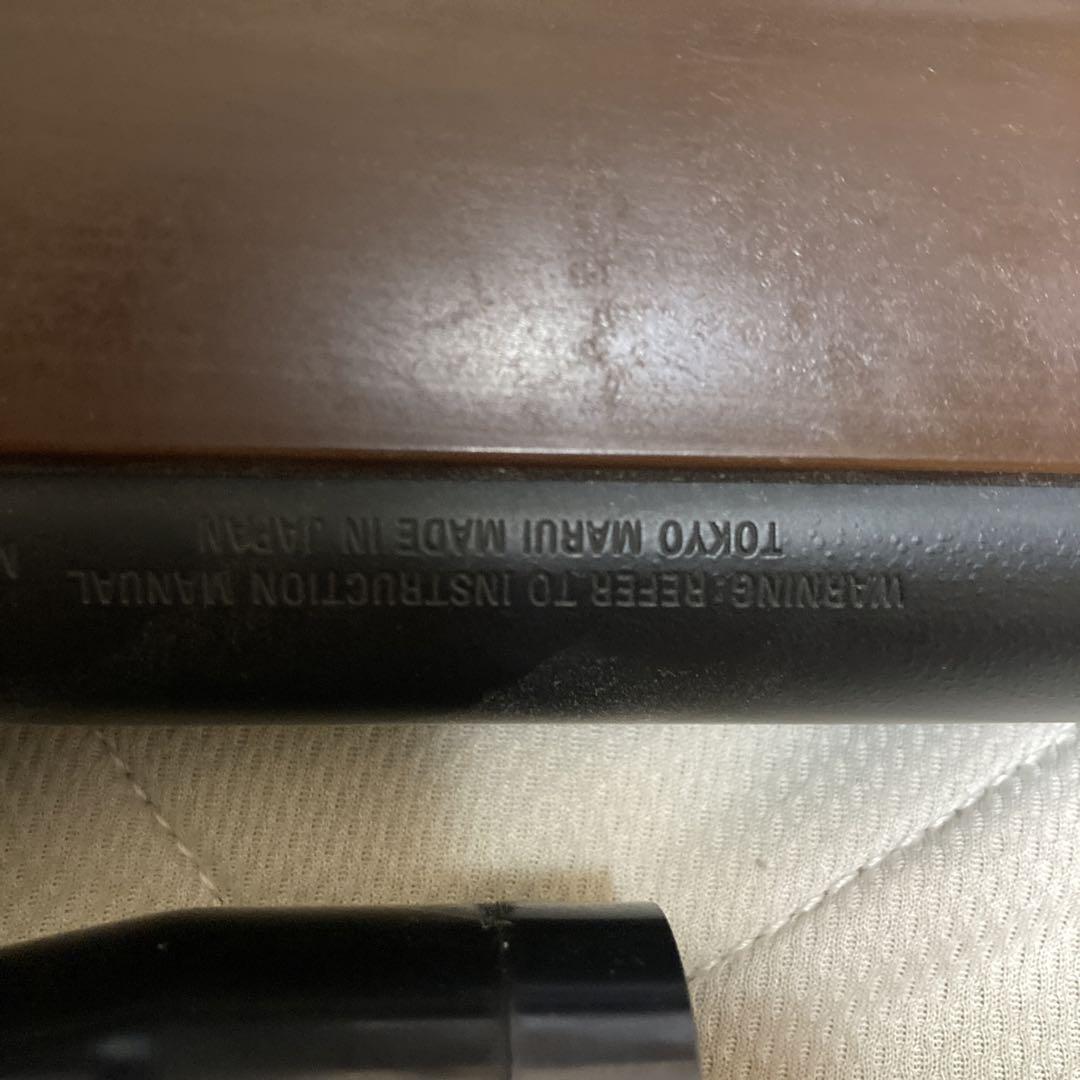 WARNING: REFER TO INSTRUCTION MANUAL
TOKYO MARUI MADE IN JAPAN